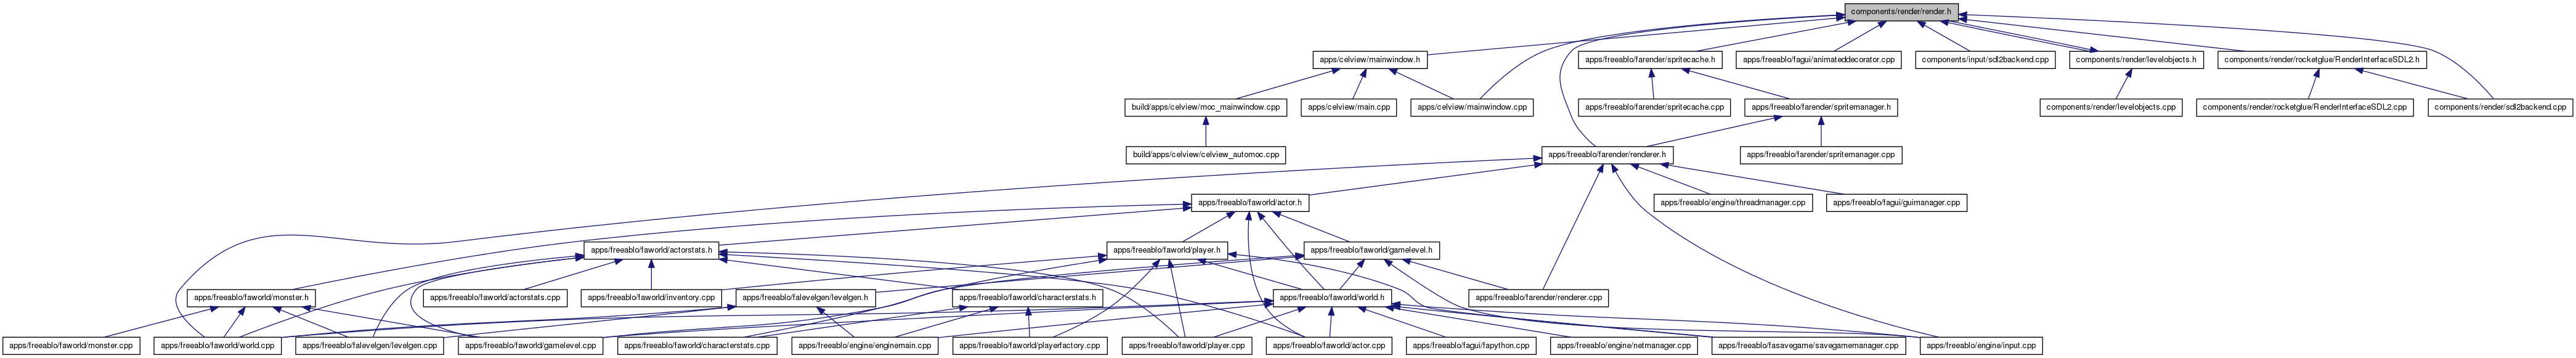 components/render/render.h
apps/celview/mainwindow.h
apps/freeablo/farender/spritecache.h
apps/freeablo/fagui/animateddecorator.cpp
components/input/sdl2backend.cpp
components/render/levelobjects.h
components/render/rocketglue/RenderInterfaceSDL2.h
build/apps/celview/moc_mainwindow.cpp
apps/celview/main.cpp
apps/celview/mainwindow.cpp
apps/freeablo/farender/spritecache.cpp
apps/freeablo/farender/spritemanager.h
components/render/levelobjects.cpp
components/render/rocketglue/RenderInterfaceSDL2.cpp
components/render/sdl2backend.cpp
build/apps/celview/celview_automoc.cpp
apps/freeablo/farender/renderer.h
apps/freeablo/farender/spritemanager.cpp
apps/freeablo/faworld/actor.h
apps/freeablo/engine/threadmanager.cpp
apps/freeablo/fagui/guimanager.cpp
apps/freeablo/faworld/actorstats.h
apps/freeablo/faworld/player.h
apps/freeablo/faworld/gamelevel.h
apps/freeablo/faworld/monster.h
apps/freeablo/faworld/actorstats.cpp
apps/freeablo/faworld/inventory.cpp
apps/freeablo/falevelgen/levelgen.h
apps/freeablo/faworld/characterstats.h
apps/freeablo/faworld/world.h
apps/freeablo/farender/renderer.cpp
apps/freeablo/faworld/monster.cpp
apps/freeablo/faworld/world.cpp
apps/freeablo/falevelgen/levelgen.cpp
apps/freeablo/faworld/gamelevel.cpp
apps/freeablo/faworld/characterstats.cpp
apps/freeablo/engine/enginemain.cpp
apps/freeablo/faworld/playerfactory.cpp
apps/freeablo/faworld/player.cpp
apps/freeablo/faworld/actor.cpp
apps/freeablo/fagui/fapython.cpp
apps/freeablo/engine/netmanager.cpp
apps/freeablo/fasavegame/savegamemanager.cpp
apps/freeablo/engine/input.cpp